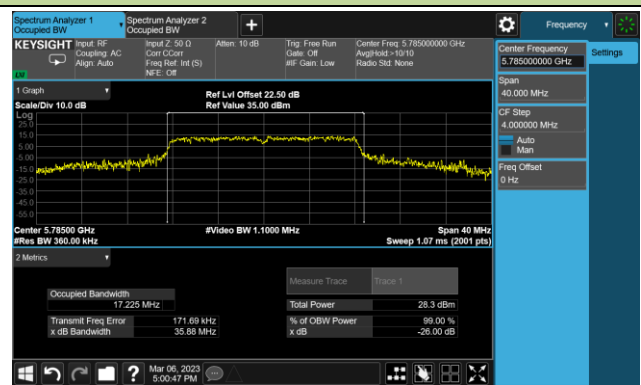 Spectrum Analyzer 1
Occupied BW
Spectrum Analyzer 2
Occupied BW
Frequency
KEYSIGHT
Input: RF
Coupling: AC
Align: Auto
Input Z: 50 Ω
Corr CCorr
Freq Ref: Int (S)
NFE: Off
Atten: 10 dB
Trig: Free Run
Gate: Off
#IF Gain: Low
Center Freq: 5.785000000 GHz
Avg|Hold:>10/10
Radio Std: None
Center Frequency
5.785000000 GHz
Settings
Span
40.000 MHz
CF Step
4.000000 MHz
Auto
Man
Freq Offset
0 Hz
1 Graph
Scale/Div 10.0 dB
Ref Lvl Offset 22.50 dB
Ref Value 35.00 dBm
Log
25.0
15.0
5.00
-5.00
-15.0
-25.0
-35.0
-45.0
-55.0
Center 5.78500 GHz
#Res BW 360.00 kHz
#Video BW 1.1000 MHz
Span 40 MHz
Sweep 1.07 ms (2001 pts)
2 Metrics
Measure Trace
Trace 1
Occupied Bandwidth
17.225 MHz
Total Power
28.3 dBm
Transmit Freq Error
171.69 kHz
% of OBW Power
99.00 %
x dB Bandwidth
35.88 MHz
x dB
-26.00 dB
?
Mar 06, 2023
5:00:47 PM